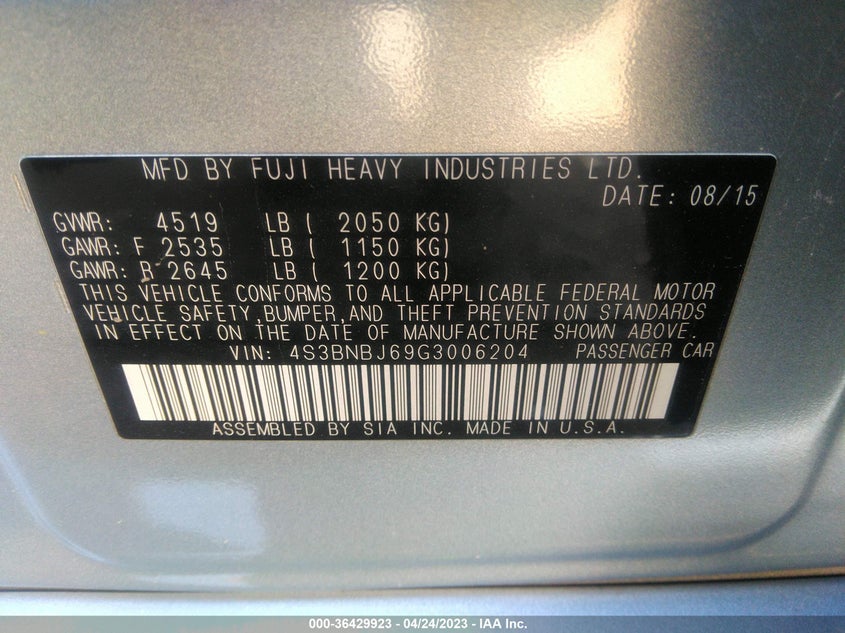 MFD BY FUJI HEAVY INDUSTRIES LTD.
DATE: 08/15
GVWR: 4519 LB ( 2050 KG)
GAWR: F 2535 LB ( 1150 KG)
GAWR: R 2645 LB ( 1200 KG)
THIS VEHICLE CONFORMS TO ALL APPLICABLE FEDERAL MOTOR
VEHICLE SAFETY,BUMPER,AND THEFT PREVENTION STANDARDS
IN EFFECT ON THE DATE OF MANUFACTURE SHOWN ABOVE.
VIN: 4S3BNBJ69G3006204 PASSENGER CAR
ASSEMBLED BY SIA INC. MADE IN U.S.A.
000-36429923 - 04/24/2023 - IAA Inc.